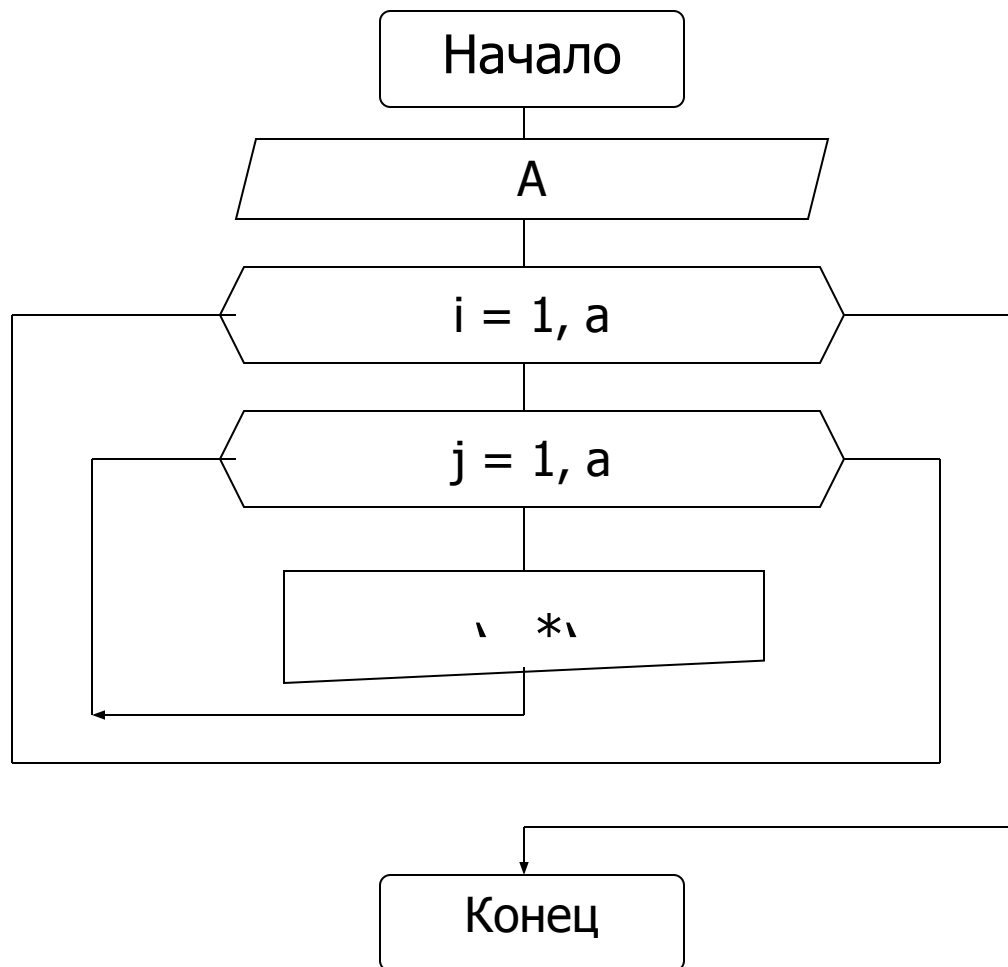 Начало
A
i = 1, a
j = 1, a
‛ *‛
Конец